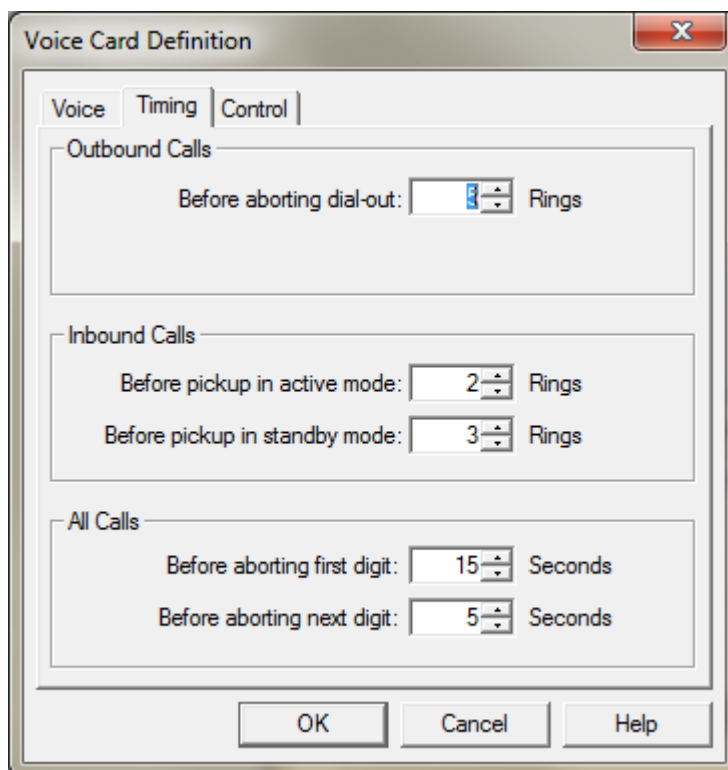 Voice Card Definition
Voice Timing Control
Outbound Calls
Before aborting dial-out: Rings
Inbound Calls
Before pickup in active mode: 2 Rings
Before pickup in standby mode: 3 Rings
All Calls
Before aborting first digit: 15 Seconds
Before aborting next digit: 5 Seconds
OK Cancel Help